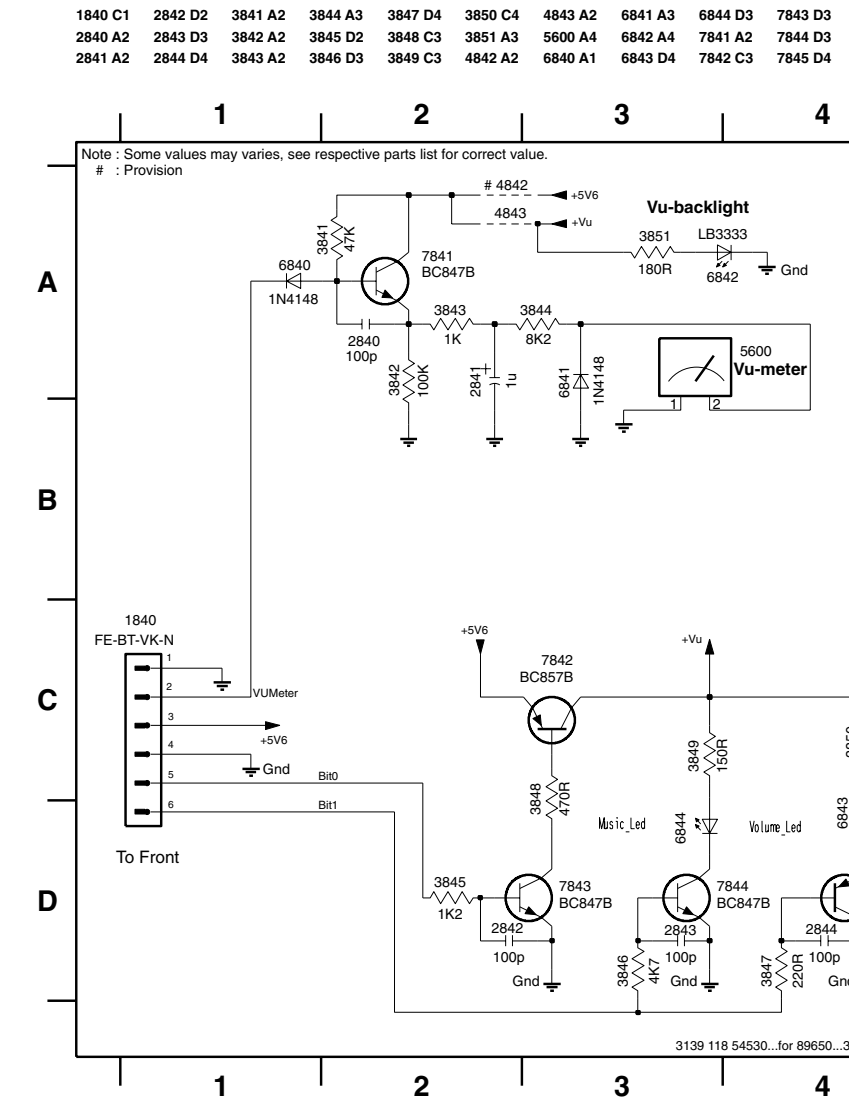 1840 C1 2842 D2 3841 A2 3844 A3 3847 D4 3850 C4 4843 A2 6841 A3 6844 D3 7843 D3
2840 A2 2843 D3 3842 A2 3845 D2 3848 C3 3851 A3 5600 A4 6842 A4 7841 A2 7844 D3
2841 A2 2844 D4 3843 A2 3846 D3 3849 C3 4842 A2 6840 A1 6843 D4 7842 C3 7845 D4
1 2 3 4
Note : Some values may varies, see respective parts list for correct value.
# : Provision
# 4842
+5V6
4843
+Vu
Vu-backlight
3841
47K
7841
BC847B
3851
180R
LB3333
6842
Gnd
A
6840
1N4148
2840
100p
3843
1K
3844
8K2
3842
100K
2841
+
1u
6841
1N4148
5600
Vu-meter
1 2
B
1840
FE-BT-VK-N
C
1
2
VUMeter
3
+5V6
4
Gnd
5
Bit0
6
Bit1
To Front
+5V6
7842
BC857B
+Vu
3849
150R
3848
470R
Music_Led
6844
Volume_Led
6843
D
3845
1K2
7843
BC847B
7844
BC847B
2842
100p
Gnd
2843
100p
3846
4K7
Gnd
2844
100p
3847
220R
3139 118 54530...for 89650...3
1 2 3 4